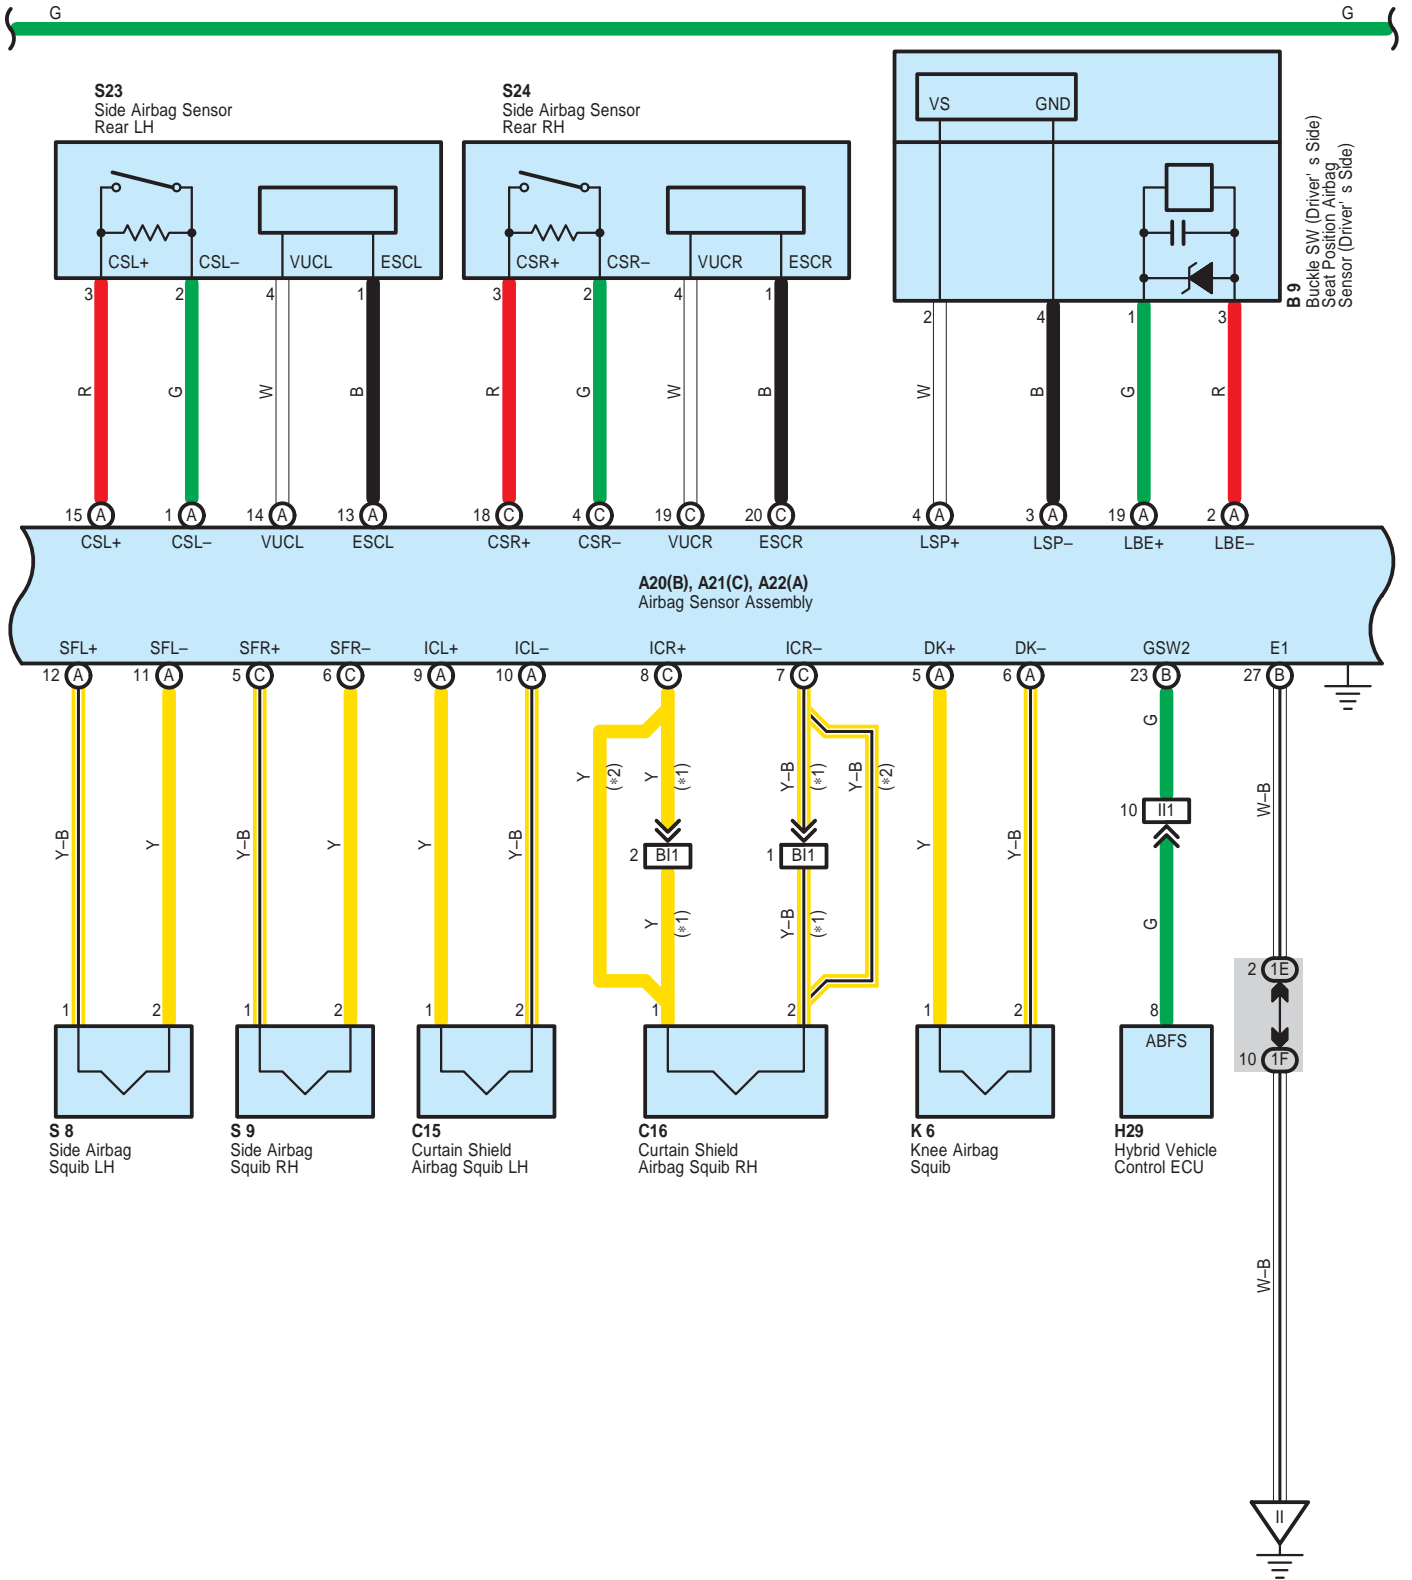 G G
S23
Side Airbag Sensor
Rear LH
S24
Side Airbag Sensor
Rear RH
VS GND
B 9
Buckle SW (Driver' s Side)
Seat Position Airbag
Sensor (Driver' s Side)
CSL+ CSL– VUCL ESCL
CSR+ CSR– VUCR ESCR
3 2 4 1
3 2 4 1
2 4 1 3
R G W B
R G W B
W B G R
15 A 1 A 14 A 13 A 18 C 4 C 19 C 20 C 4 A 3 A 19 A 2 A
CSL+ CSL– VUCL ESCL CSR+ CSR– VUCR ESCR LSP+ LSP– LBE+ LBE–
A20(B), A21(C), A22(A)
Airbag Sensor Assembly
SFL+ SFL– SFR+ SFR– ICL+ ICL– ICR+ ICR– DK+ DK– GSW2 E1
12 A 11 A 5 C 6 C 9 A 10 A 8 C 7 C 5 A 6 A 23 B 27 B
G
Y (*2) Y (*1) Y–B (*1) Y–B (*2)
W–B
10 II1
Y–B Y Y–B Y Y Y–B
2 BI1 1 BI1
Y Y–B
Y (*1) Y–B (*1)
G
2 1E
1 2 1 2 1 2 1 2 1 2 8
ABFS
10 1F
S 8
Side Airbag
Squib LH
S 9
Side Airbag
Squib RH
C15
Curtain Shield
Airbag Squib LH
C16
Curtain Shield
Airbag Squib RH
K 6
Knee Airbag
Squib
H29
Hybrid Vehicle
Control ECU
W–B
II